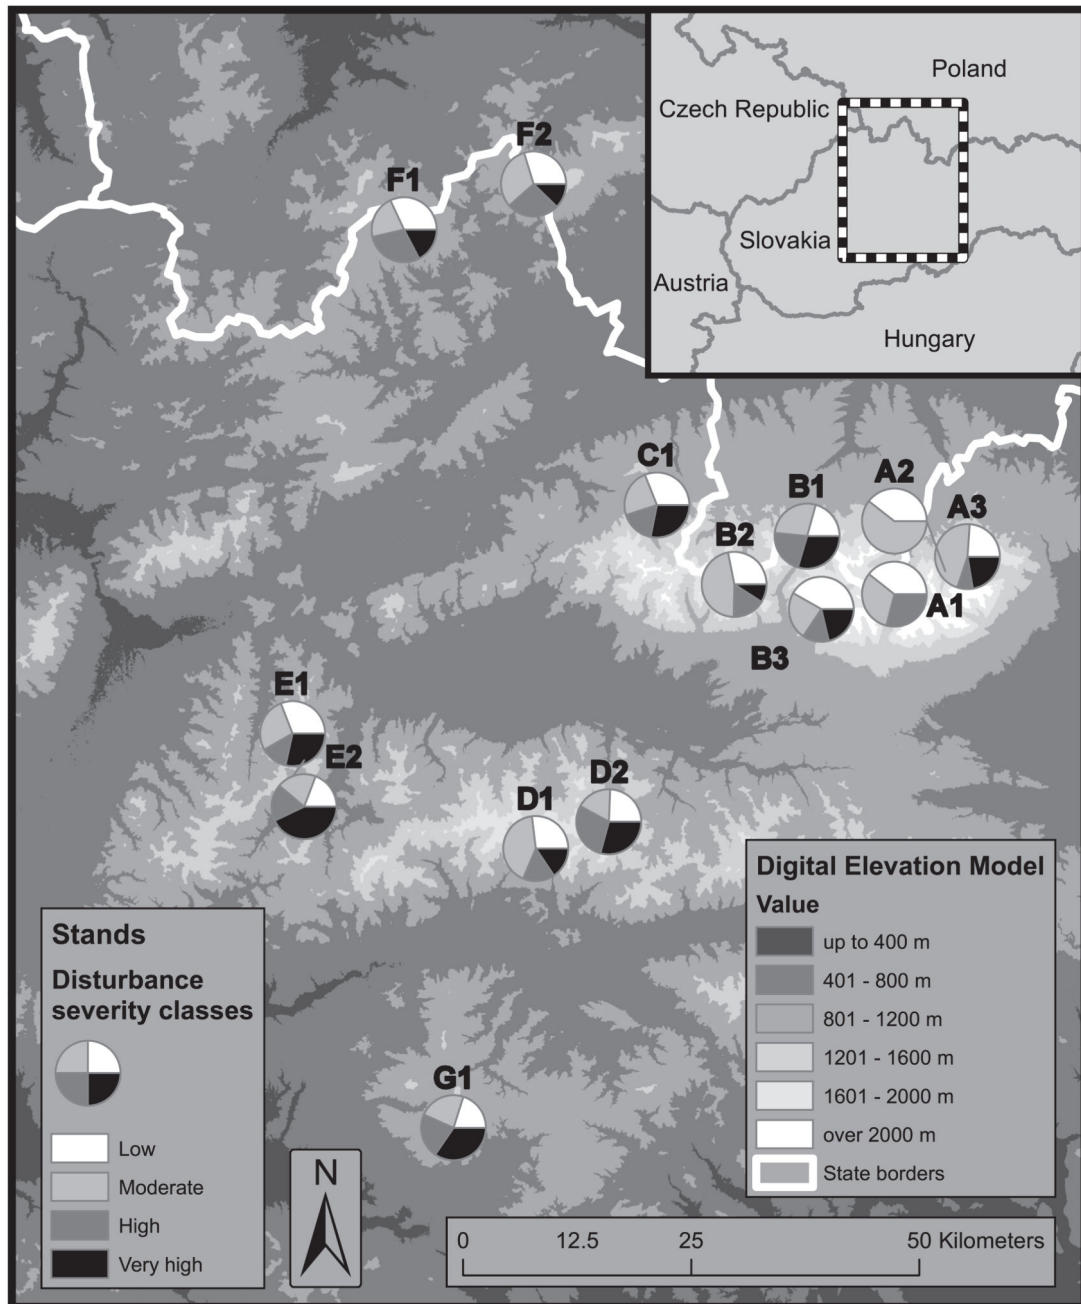 F2
F1
Poland
Czech Republic
Slovakia
Austria
Hungary
C1
A2
B1
A3
B2
A1
B3
E1
E2
D2
D1
G1
Stands
Disturbance
severity classes
Low
Moderate
High
Very high
N
Digital Elevation Model
Value
up to 400 m
401 - 800 m
801 - 1200 m
1201 - 1600 m
1601 - 2000 m
over 2000 m
State borders
0 12.5 25 50 Kilometers